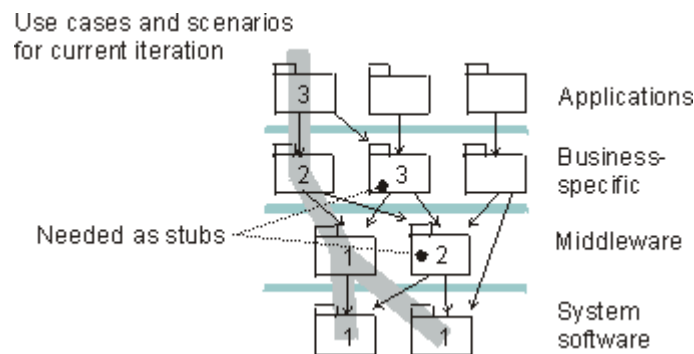 Use cases and scenarios
for current iteration
3
Applications
2
3
Business-
specific
Needed as stubs
1
2
Middleware
1
1
System
software